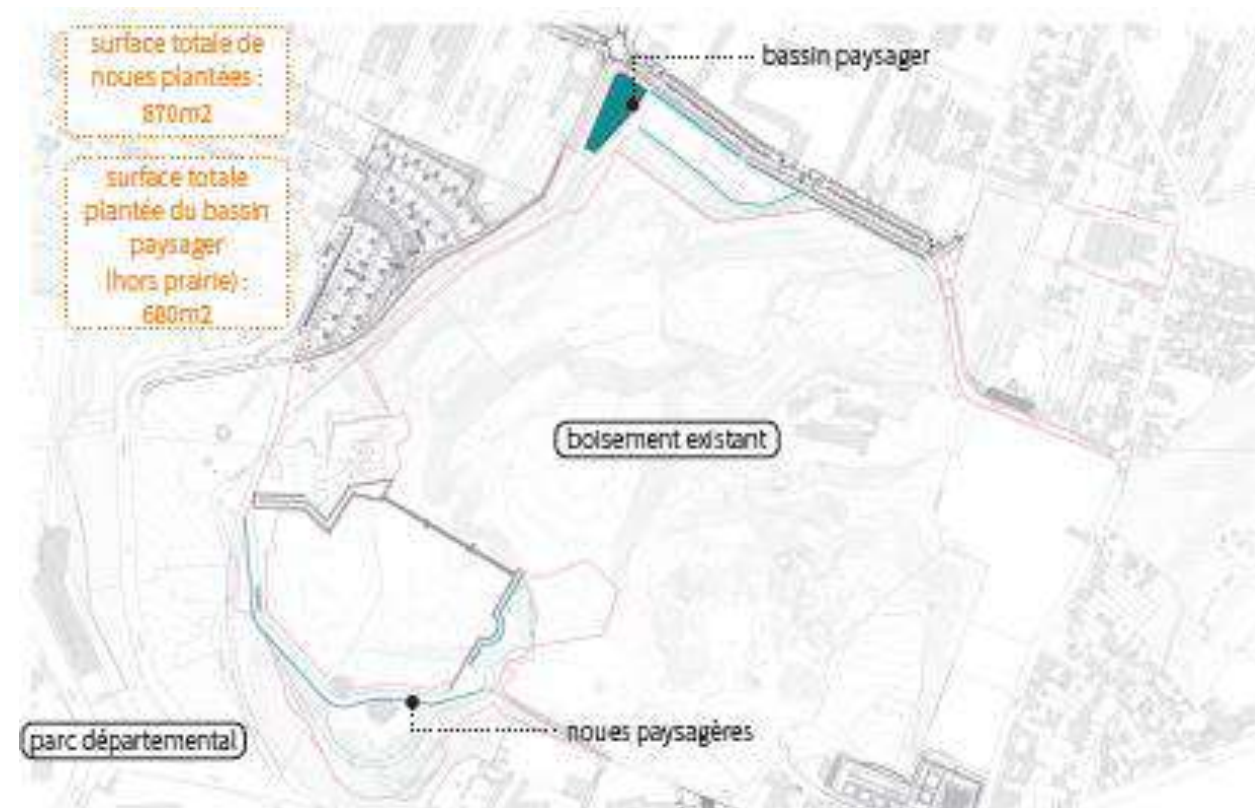 surface totale de
noues plantées :
870m2
surface totale
plantée du bassin
paysager
(hors prairie) :
680m2
bassin paysager
boisement existant
noues paysagères
parc départemental